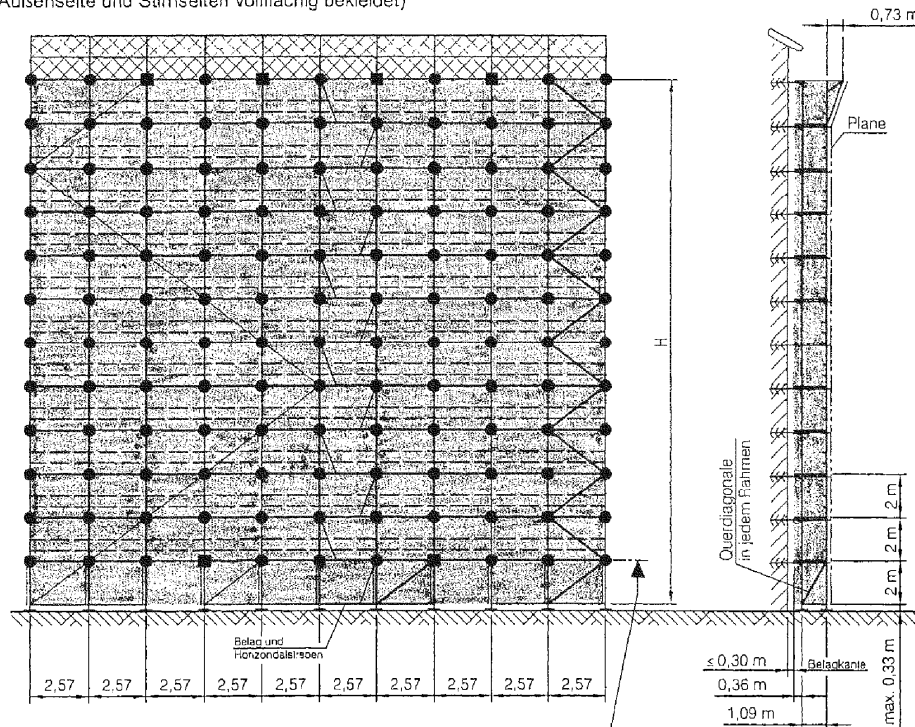 Außenseite und Stirnseiten vollflächig bekleidet)
0,73 m
Plane
H
Querdiagonale
in jedem Rahmen
2 m
2 m
2 m
Belag und
Horizondalstreben
≤ 0,30 m
Belagkante
0,36 m
1,09 m
max. 0,33 m
2,57 2,57 2,57 2,57 2,57 2,57 2,57 2,57 2,57 2,57